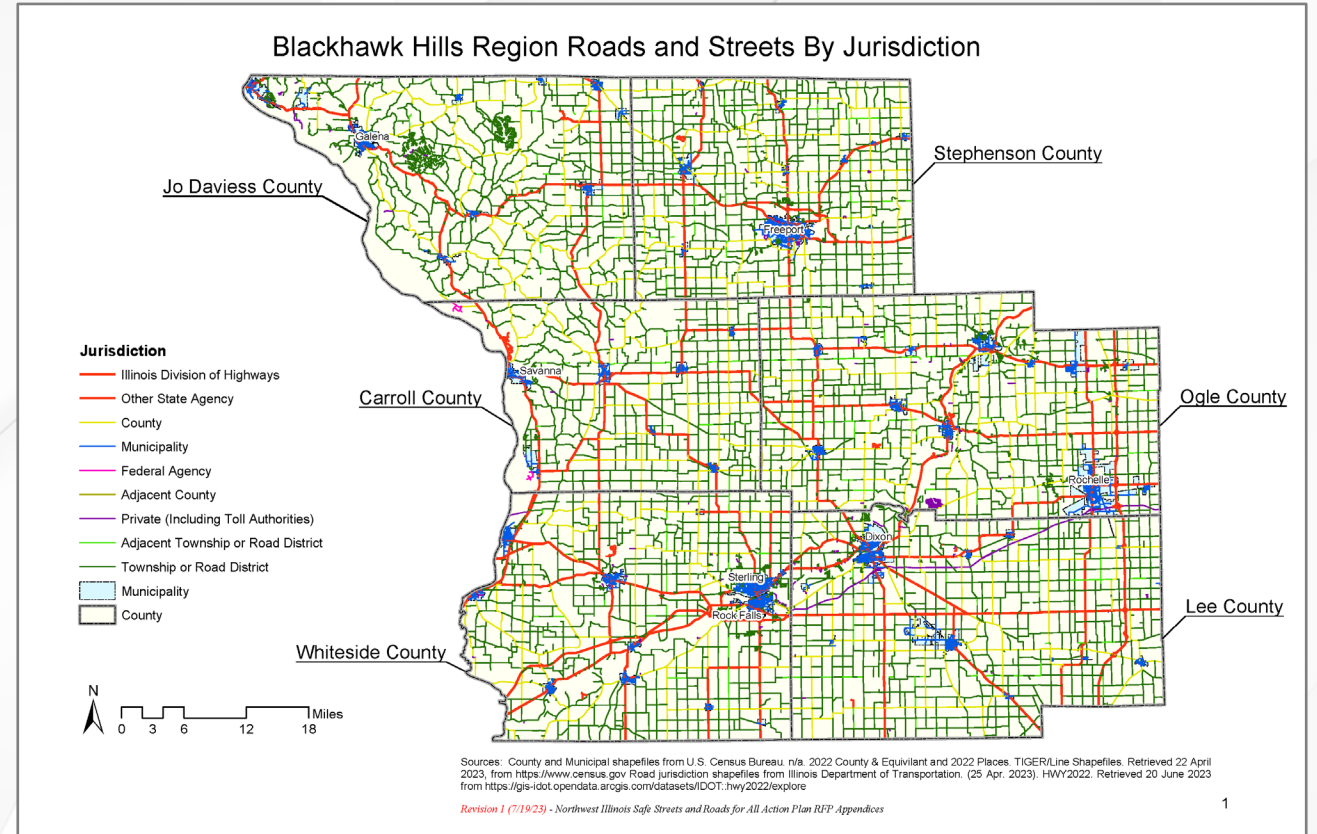 Blackhawk Hills Region Roads and Streets By Jurisdiction
Stephenson County
Galena
Jo Daviess County
Freeport
Jurisdiction
Illinois Division of Highways
Other State Agency
County
Municipality
Federal Agency
Adjacent County
Private (Including Toll Authorities)
Adjacent Township or Road District
Township or Road District
Municipality
County
Savanna
Carroll County
Ogle County
Rochelle
Dixon
Sterling
Rock Falls
Lee County
Whiteside County
N
Miles
0 3 6 12 18
Sources: County and Municipal shapefiles from U.S. Census Bureau. n/a. 2022 County & Equivilant and 2022 Places. TIGER/Line Shapefiles. Retrieved 22 April
2023, from https://www.census.gov Road jurisdiction shapefiles from Illinois Department of Transportation. (25 Apr. 2023). HWY2022. Retrieved 20 June 2023
from https://gis-idot.opendata.arcgis.com/datasets/IDOT::hwy2022/explore
Revision 1 (7/19/23) - Northwest Illinois Safe Streets and Roads for All Action Plan RFP Appendices
1